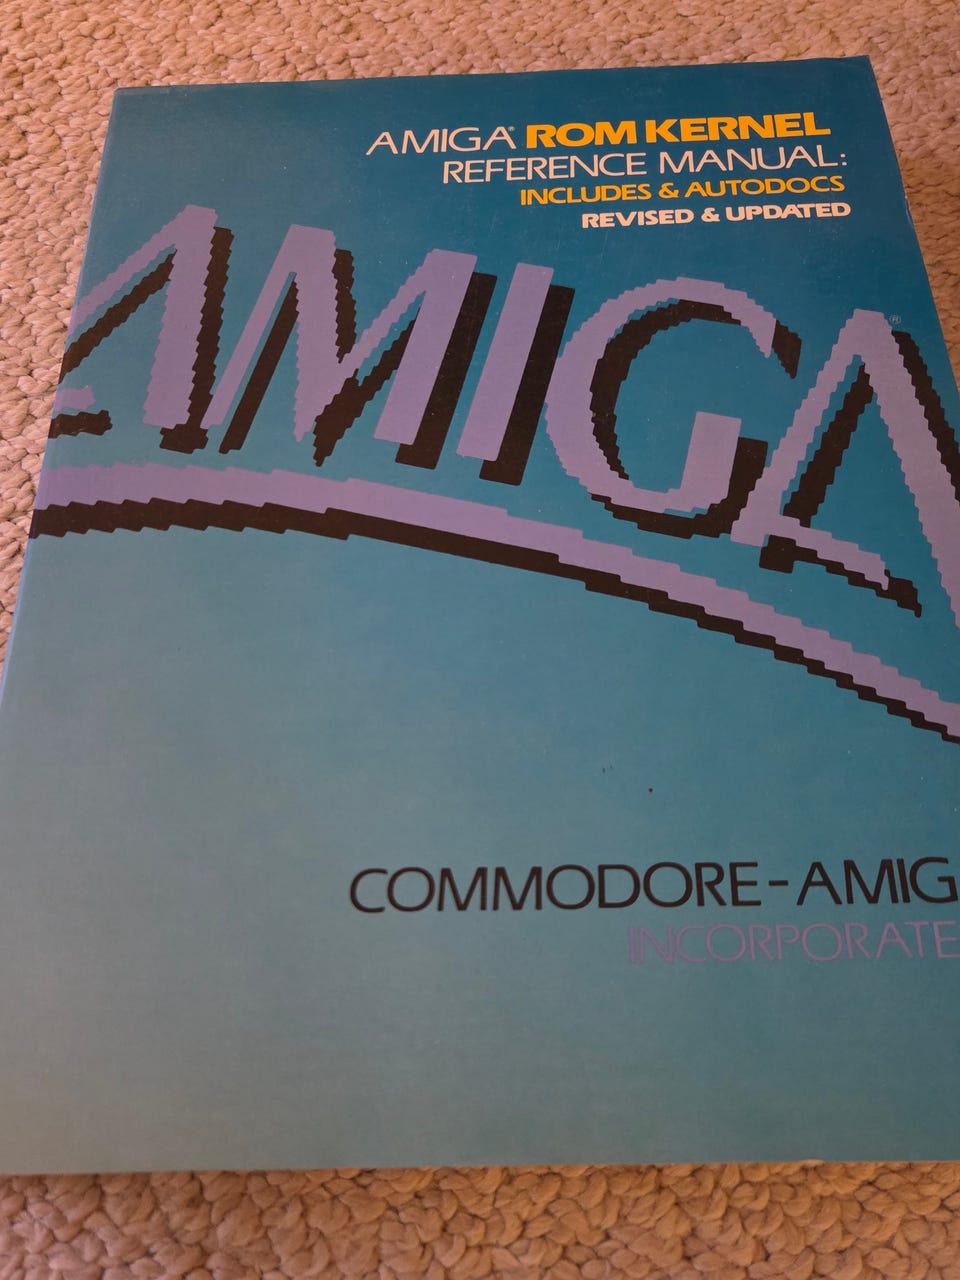 AMIGA® ROM KERNEL
REFERENCE MANUAL:
INCLUDES & AUTODOCS
REVISED & UPDATED
AMIGA®
COMMODORE-AMIG
INCORPORATE